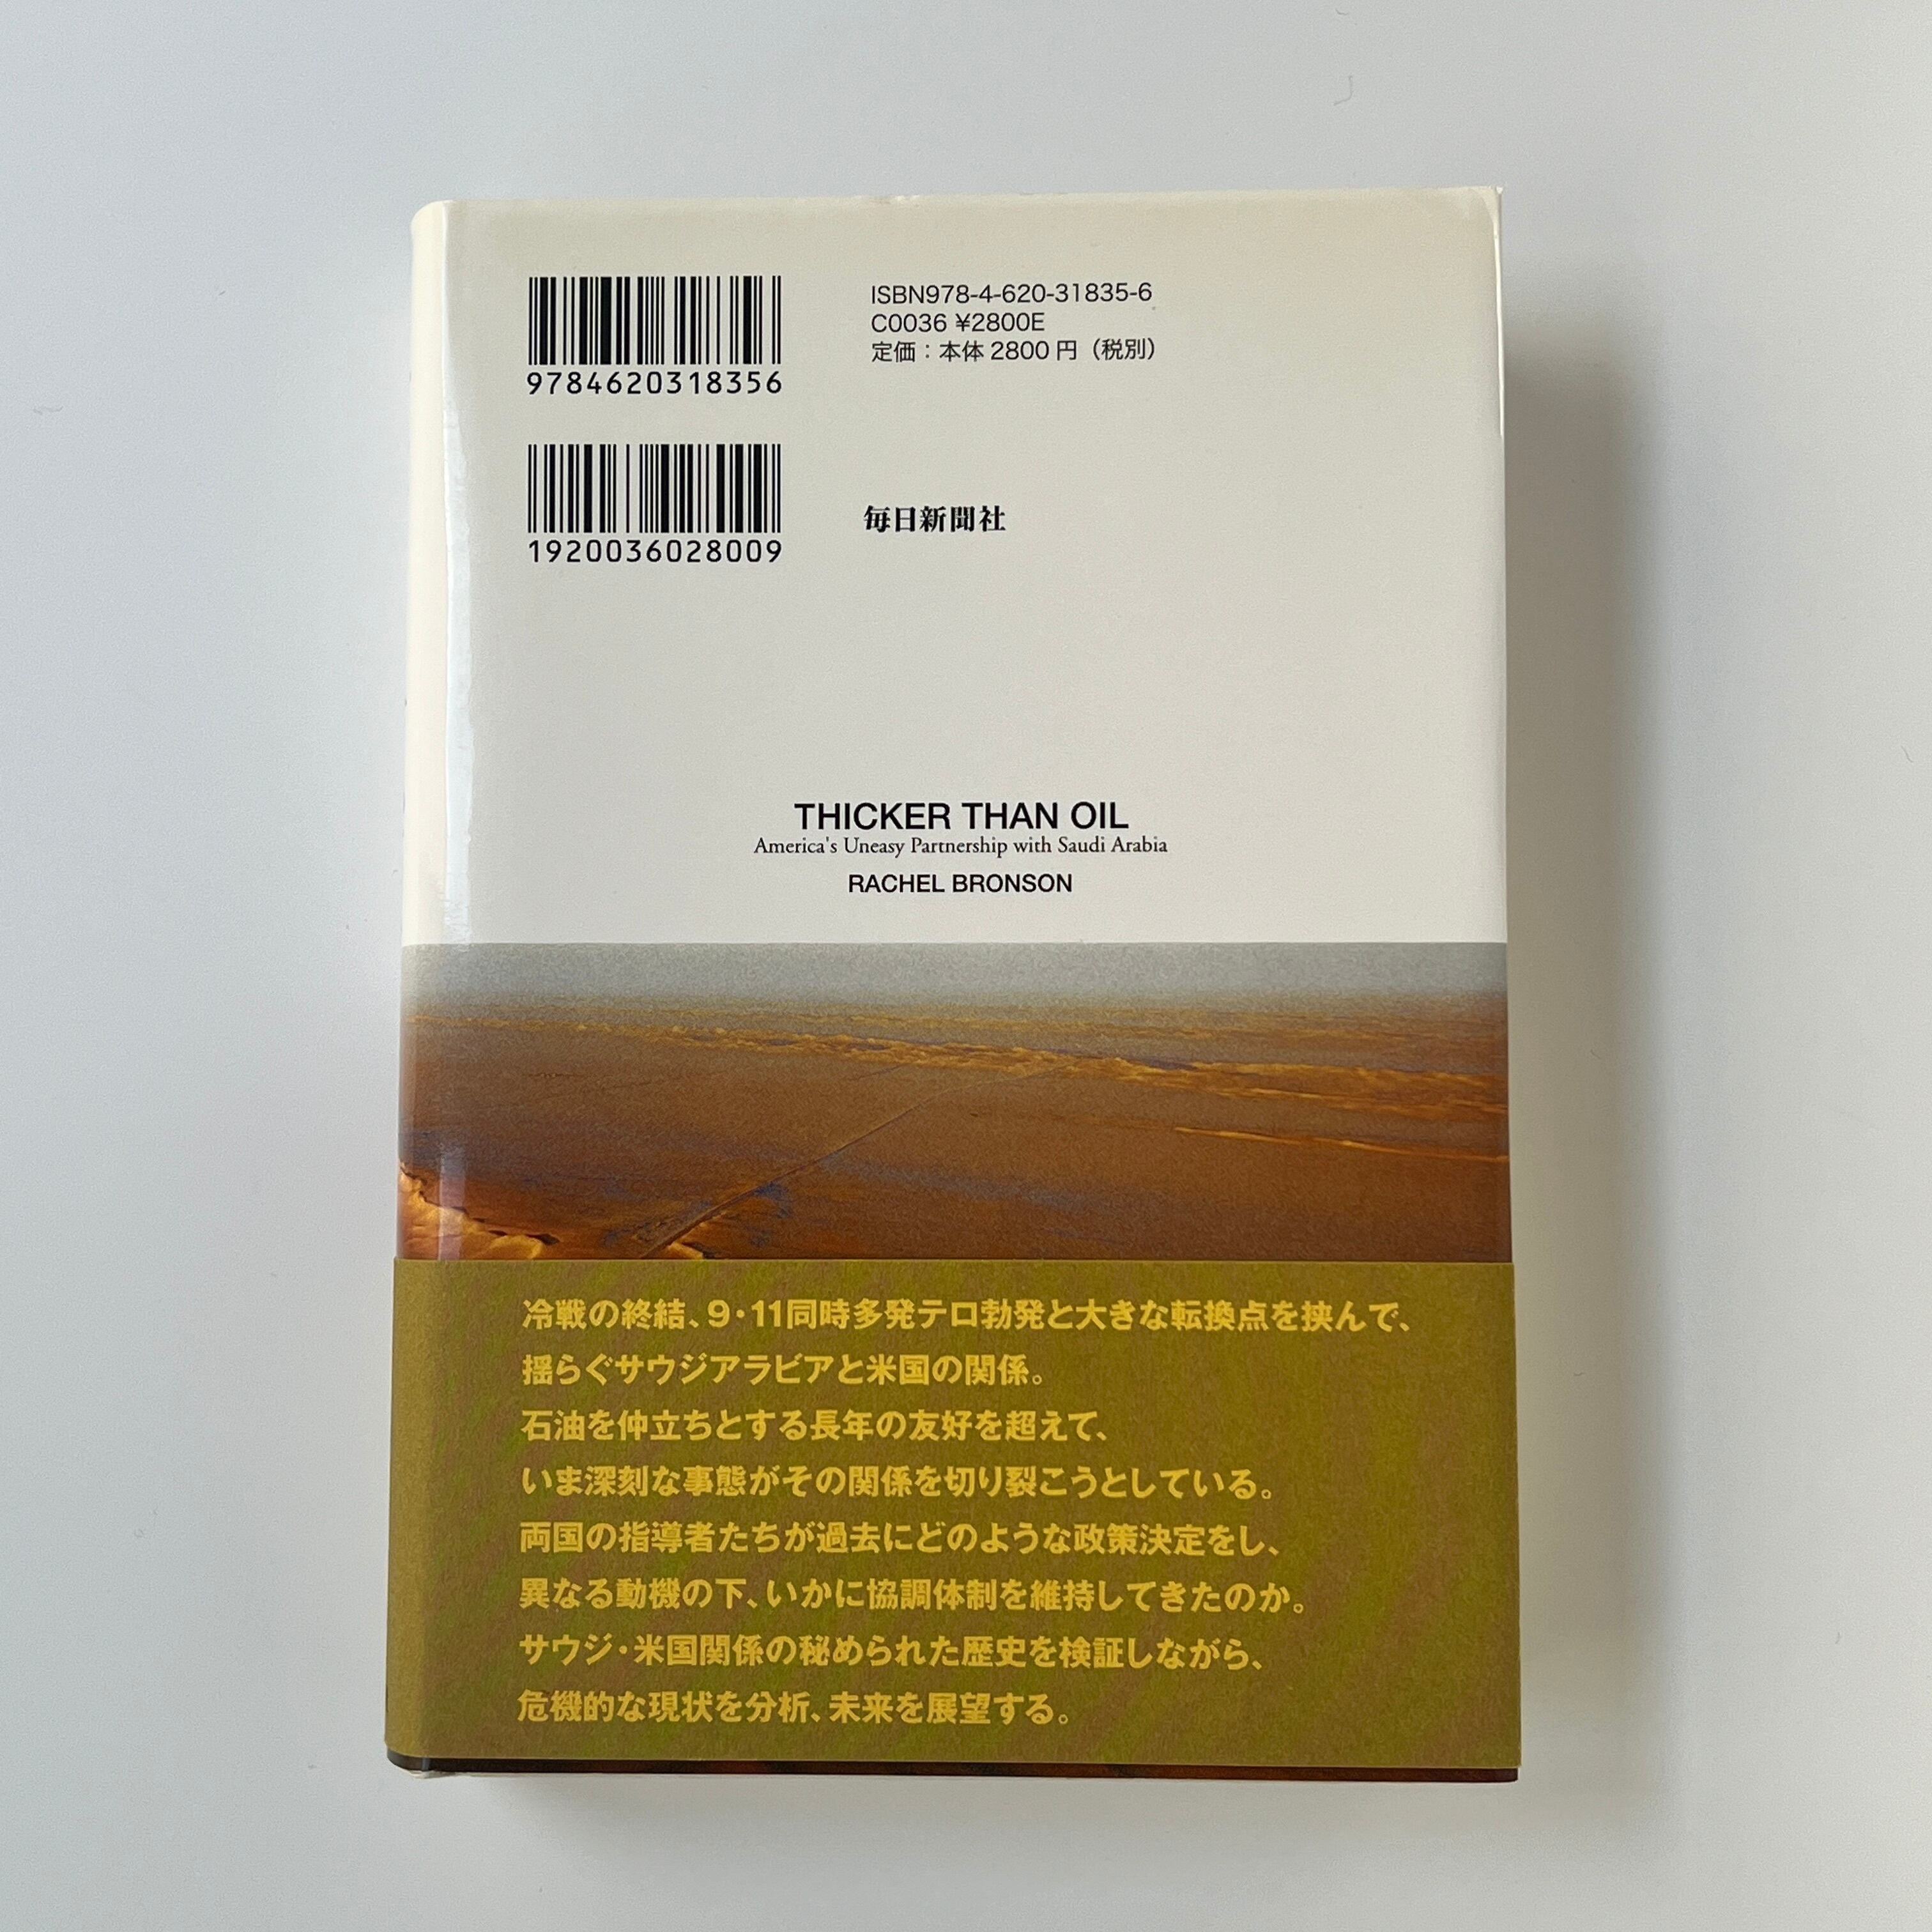 9784620318356
ISBN978-4-620-31835-6
C0036 ¥2800E
定価：本体2800円（税別）
1920036028009
毎日新聞社
THICKER THAN OIL
America's Uneasy Partnership with Saudi Arabia
RACHEL BRONSON
冷戦の終結、9・11同時多発テロ勃発と大きな転換点を挟んで、
揺らぐサウジアラビアと米国の関係。
石油を仲立ちとする長年の友好を超えて、
いま深刻な事態がその関係を切り裂こうとしている。
両国の指導者たちが過去にどのような政策決定をし、
異なる動機の下、いかに協調体制を維持してきたのか。
サウジ・米国関係の秘められた歴史を検証しながら、
危機的な現状を分析、未来を展望する。